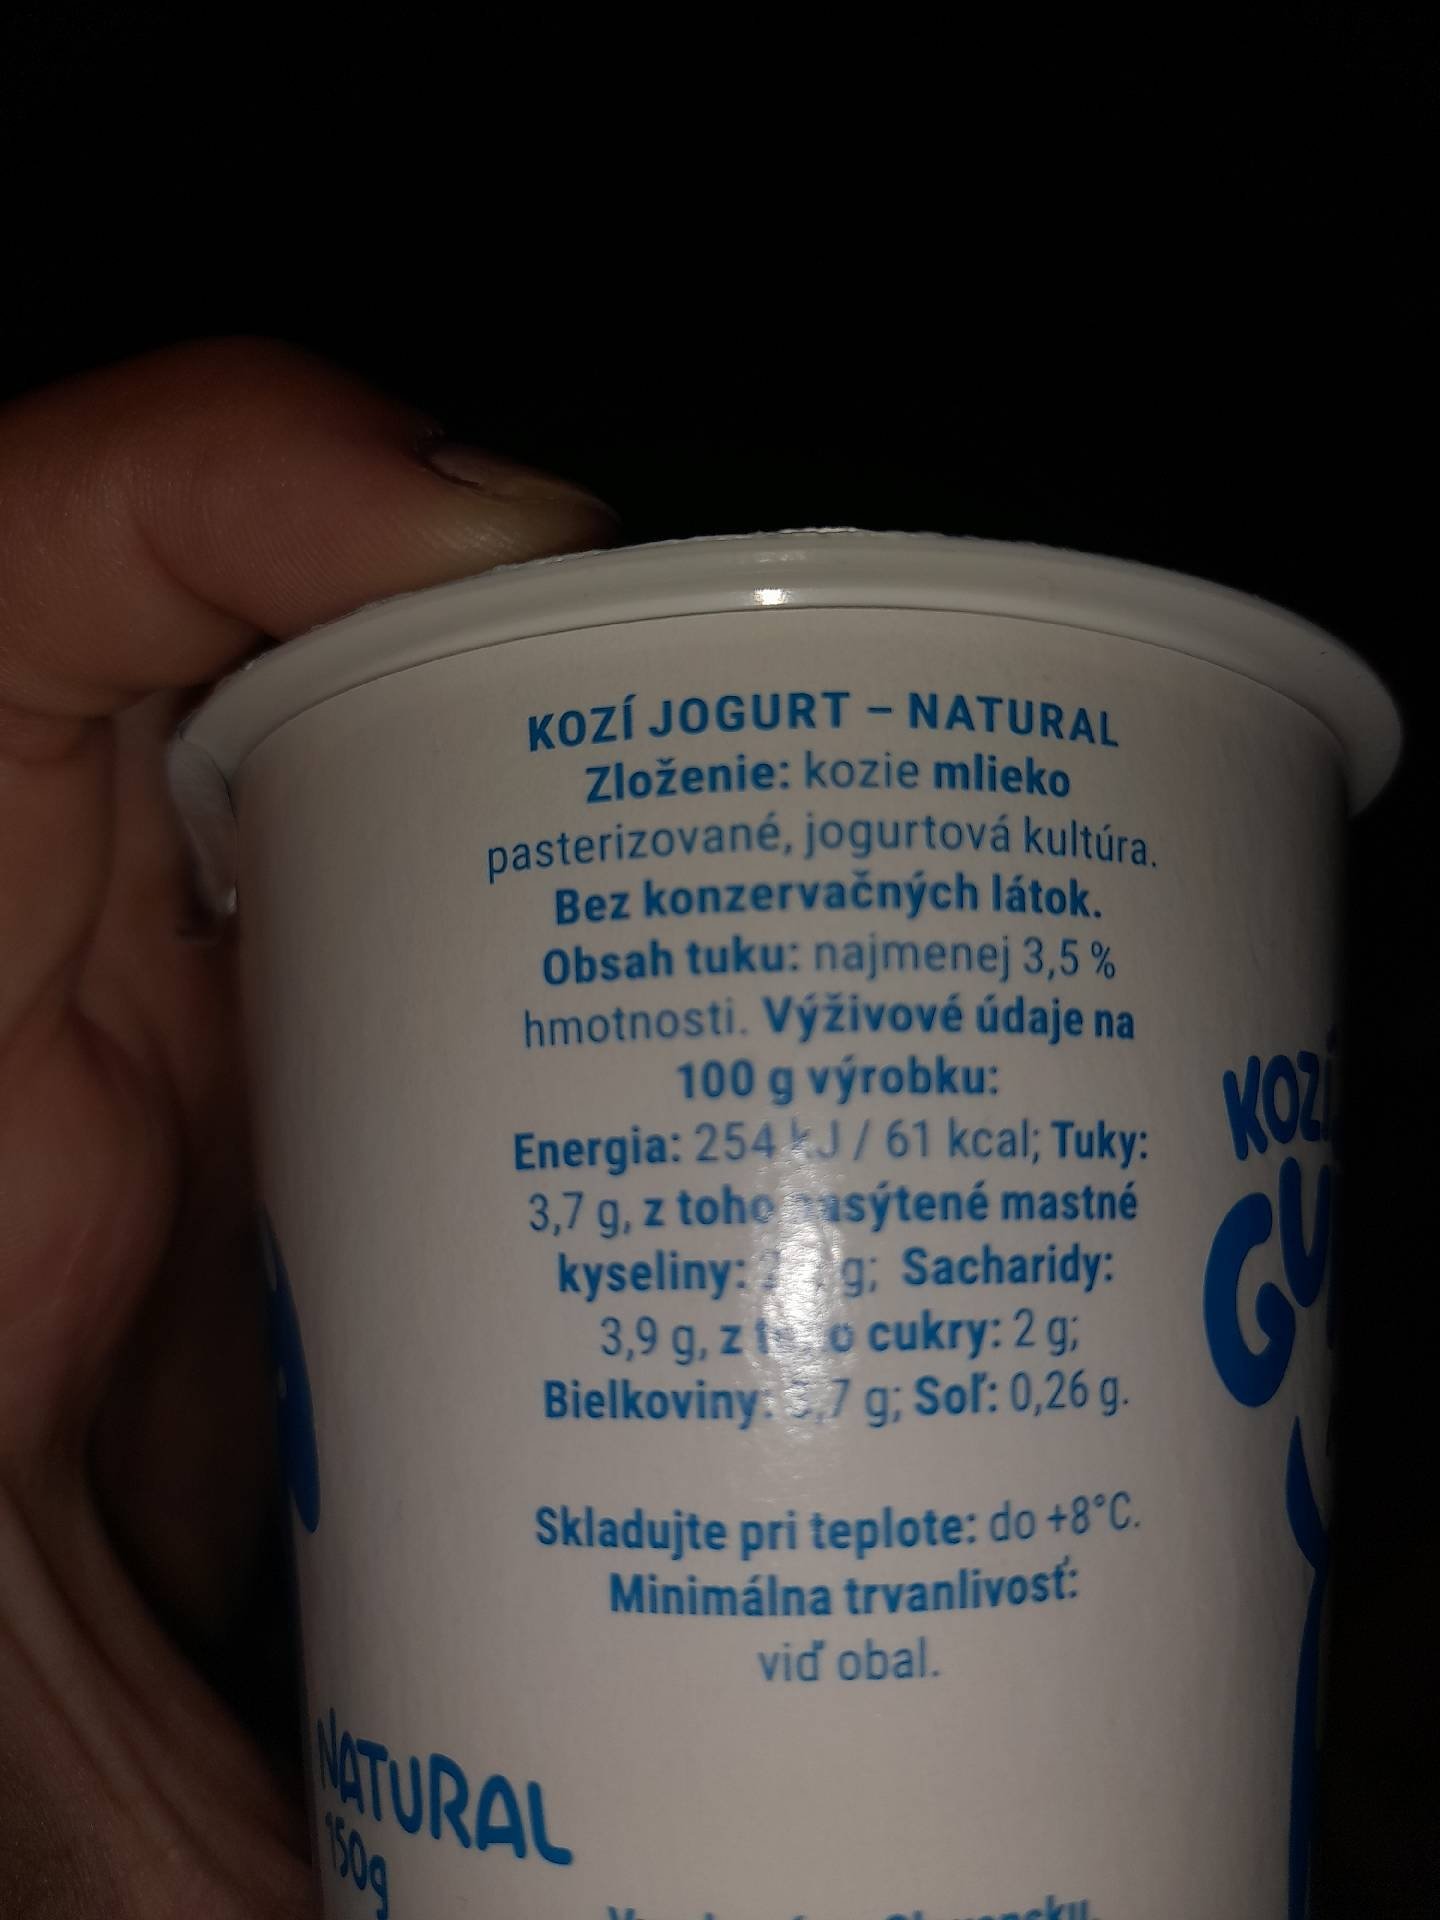 KOZÍ JOGURT – NATURAL
Zloženie: kozie mlieko
pasterizované, jogurtová kultúra.
Bez konzervačných látok.
Obsah tuku: najmenej 3,5 %
hmotnosti. Výživové údaje na
100 g výrobku:
Energia: 254 kJ / 61 kcal; Tuky:
3,7 g, z toho nasýtené mastné
kyseliny: g; Sacharidy:
3,9 g, z toho cukry: 2 g;
Bielkoviny: g; Soľ: 0,26 g.
Skladujte pri teplote: do +8°C.
Minimálna trvanlivosť:
viď obal.
KOZÍ
NATURAL
150g